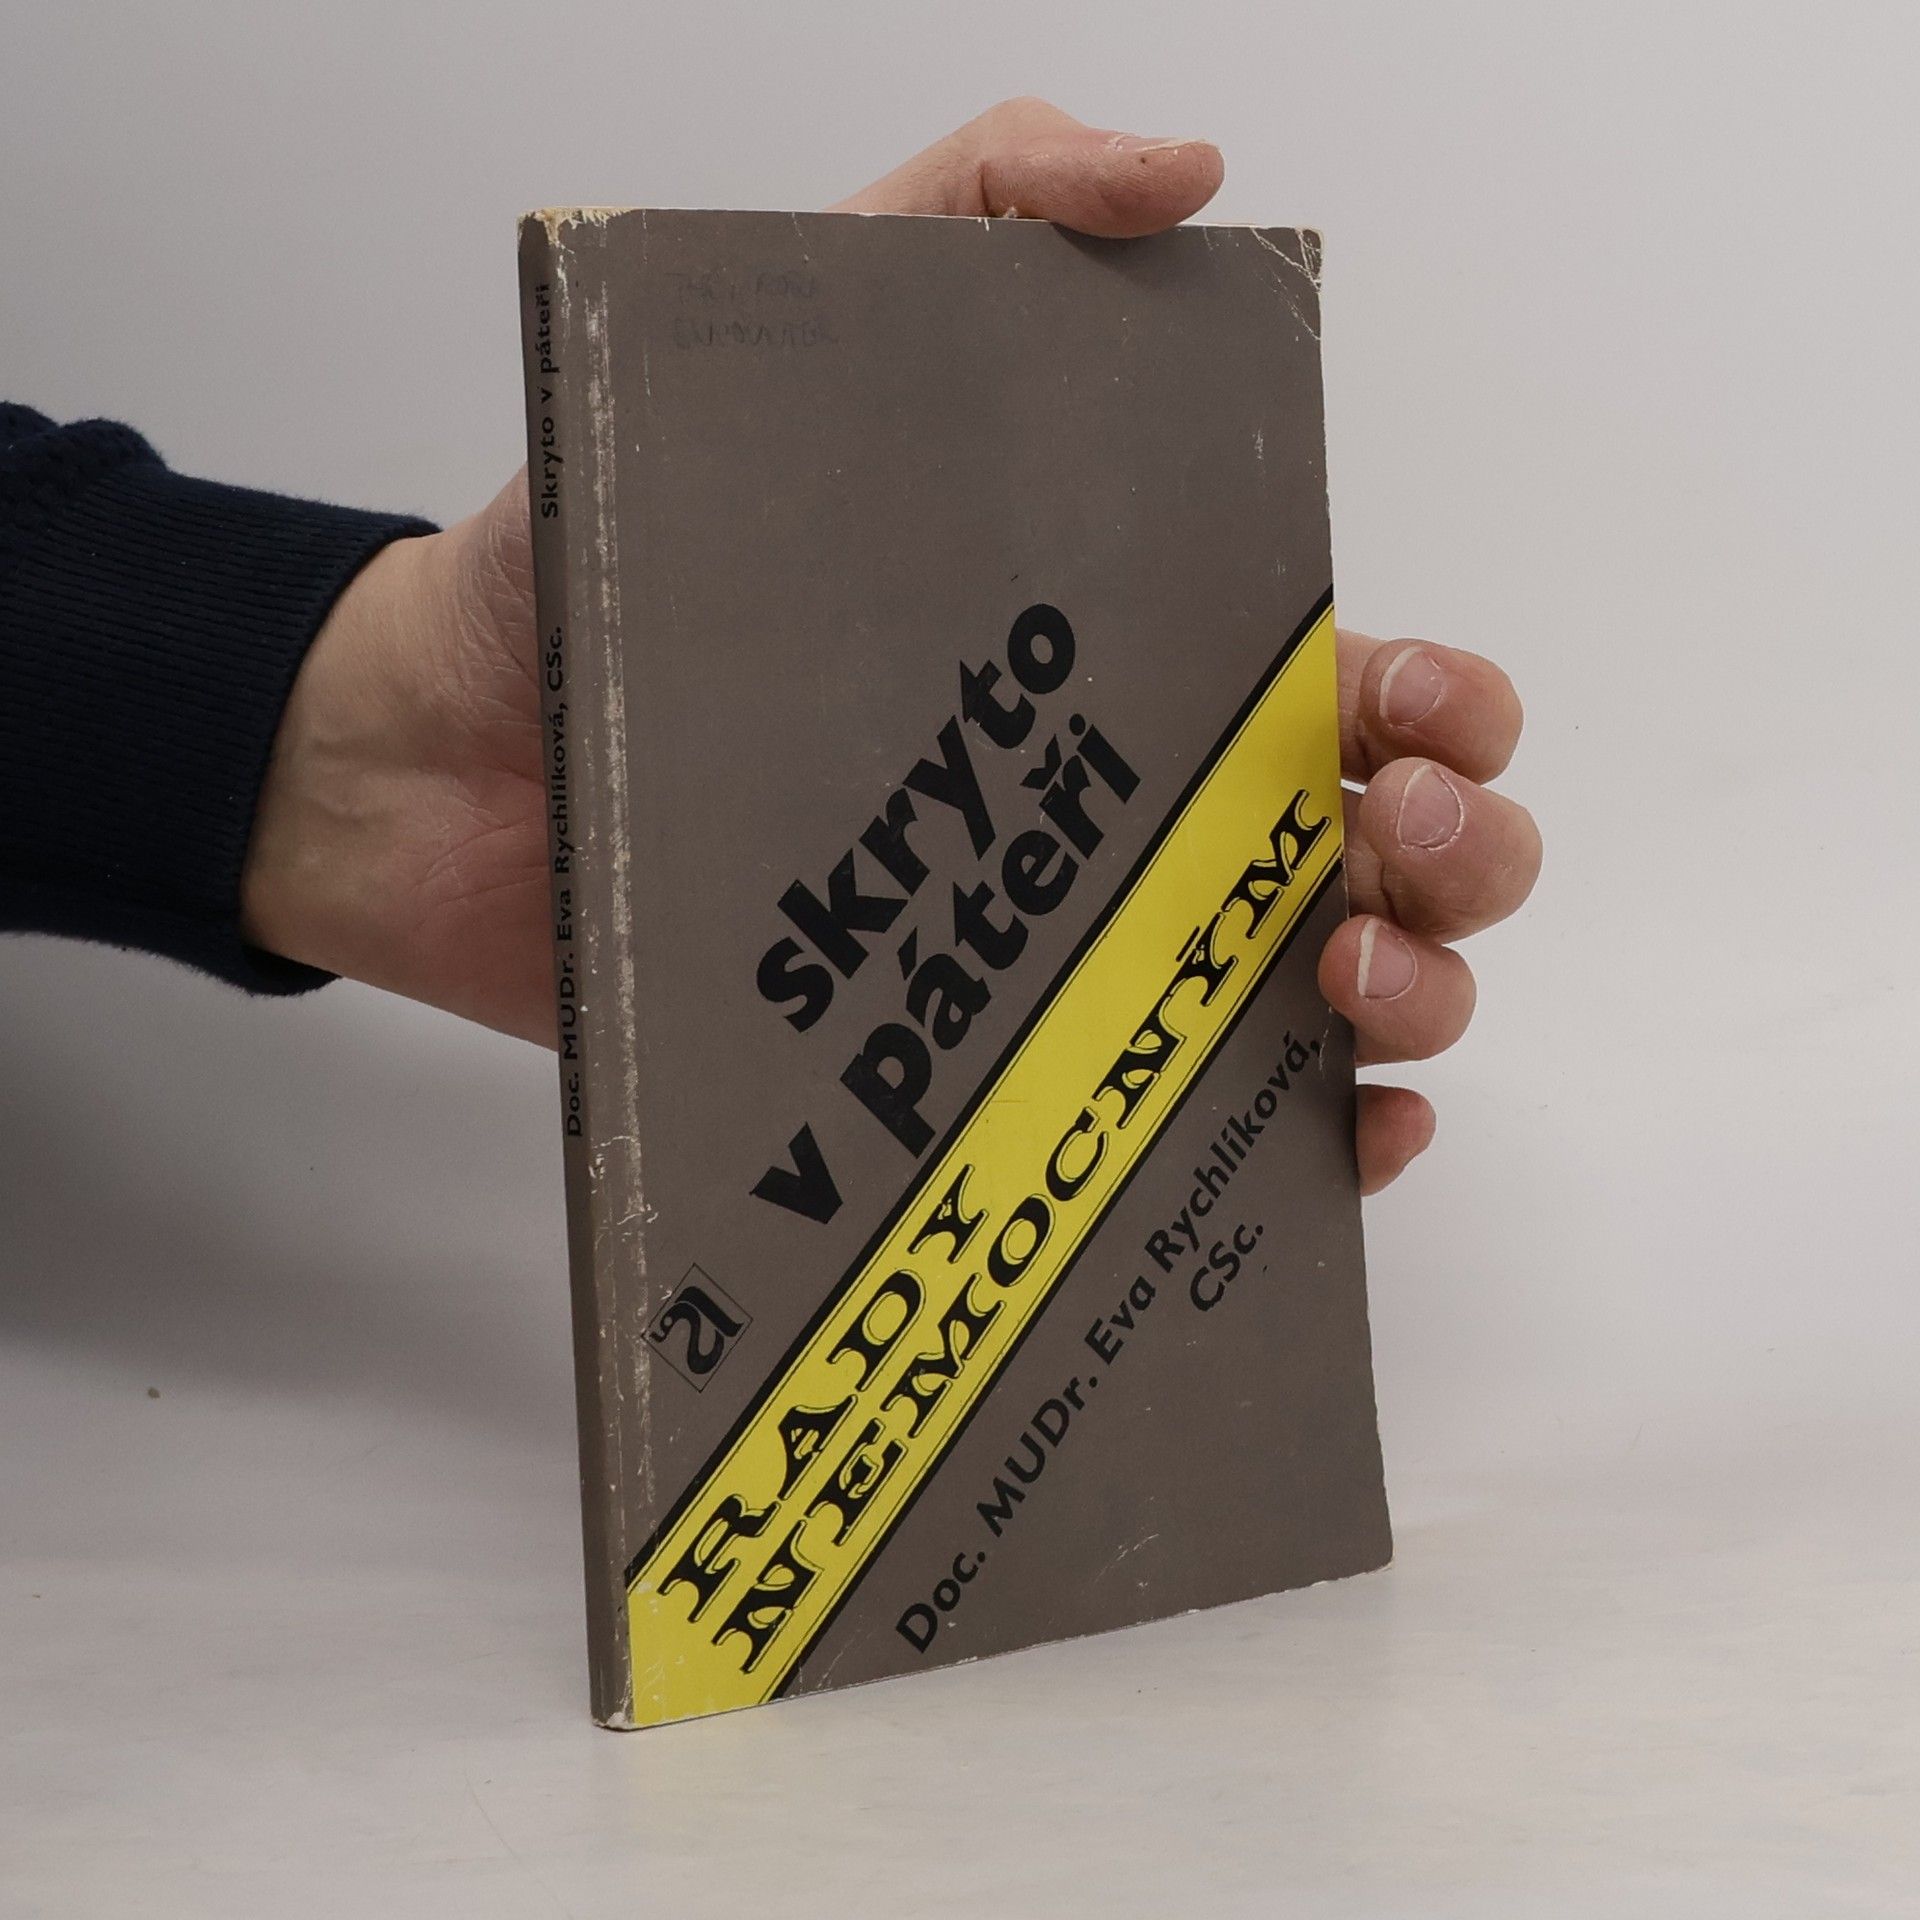 Doc. MUDr. Eva Rychlíková, CSc. Skryto v páteři
skryto
v páteři
RADY
NEMOCNÝM
Doc. MUDr. Eva Rychlíková,
CSc.